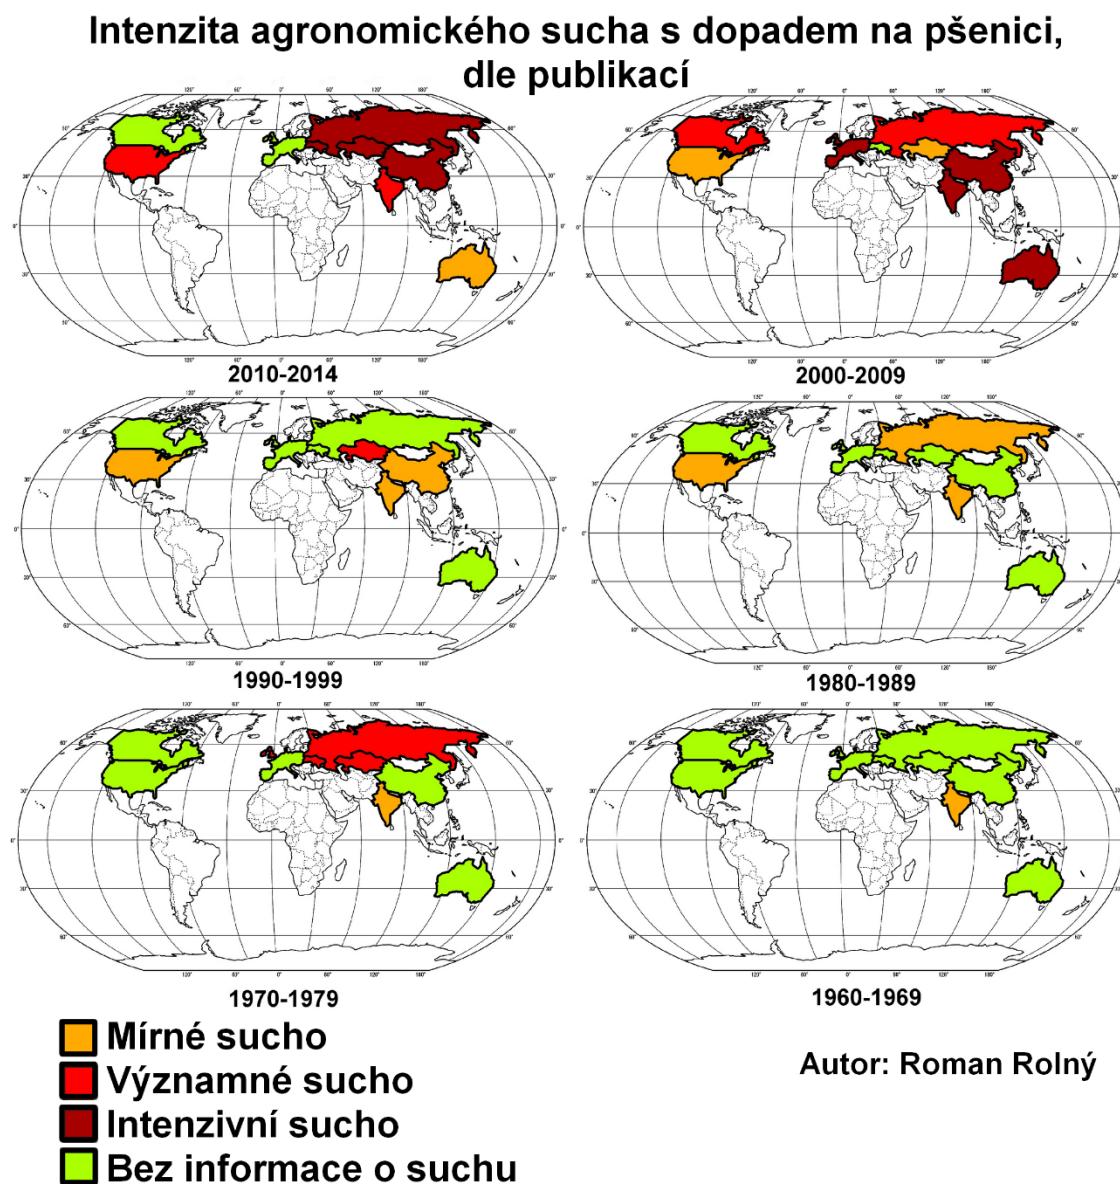 Intenzita agronomického sucha s dopadem na pšenici,
dle publikací
2010-2014
2000-2009
1990-1999
1980-1989
1970-1979
1960-1969
Mírné sucho
Významné sucho
Intenzivní sucho
Bez informace o suchu
Autor: Roman Rolný